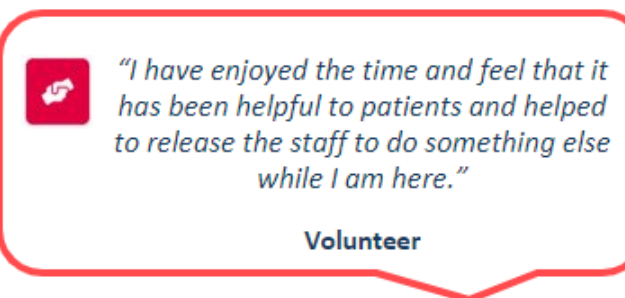 “I have enjoyed the time and feel that it
has been helpful to patients and helped
to release the staff to do something else
while I am here.”
Volunteer